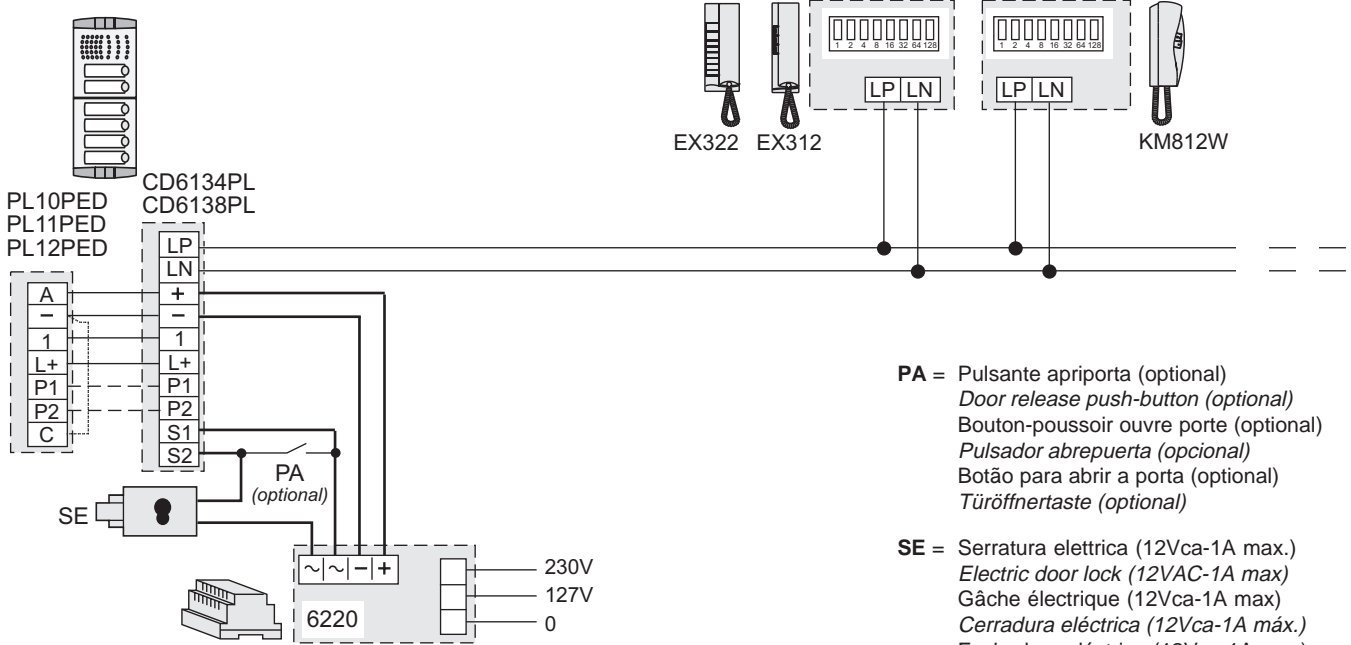 1 2 4 8 16 32 64 128
1 2 4 8 16 32 64 128
LP LN
LP LN
EX322 EX312
KM812W
CD6134PL
CD6138PL
PL10PED
PL11PED
PL12PED
LP
LN
+
−
1
L+
P1
P2
S1
S2
A
−
1
L+
P1
P2
C
PA
(optional)
SE
~ ~ − +
6220
230V
127V
0
PA = Pulsante apriporta (optional)
Door release push-button (optional)
Bouton-poussoir ouvre porte (optional)
Pulsador abrepuerta (opcional)
Botão para abrir a porta (optional)
Türöffnertaste (optional)
SE = Serratura elettrica (12Vca-1A max.)
Electric door lock (12VAC-1A max)
Gâche électrique (12Vca-1A max)
Cerradura eléctrica (12Vca-1A máx.)